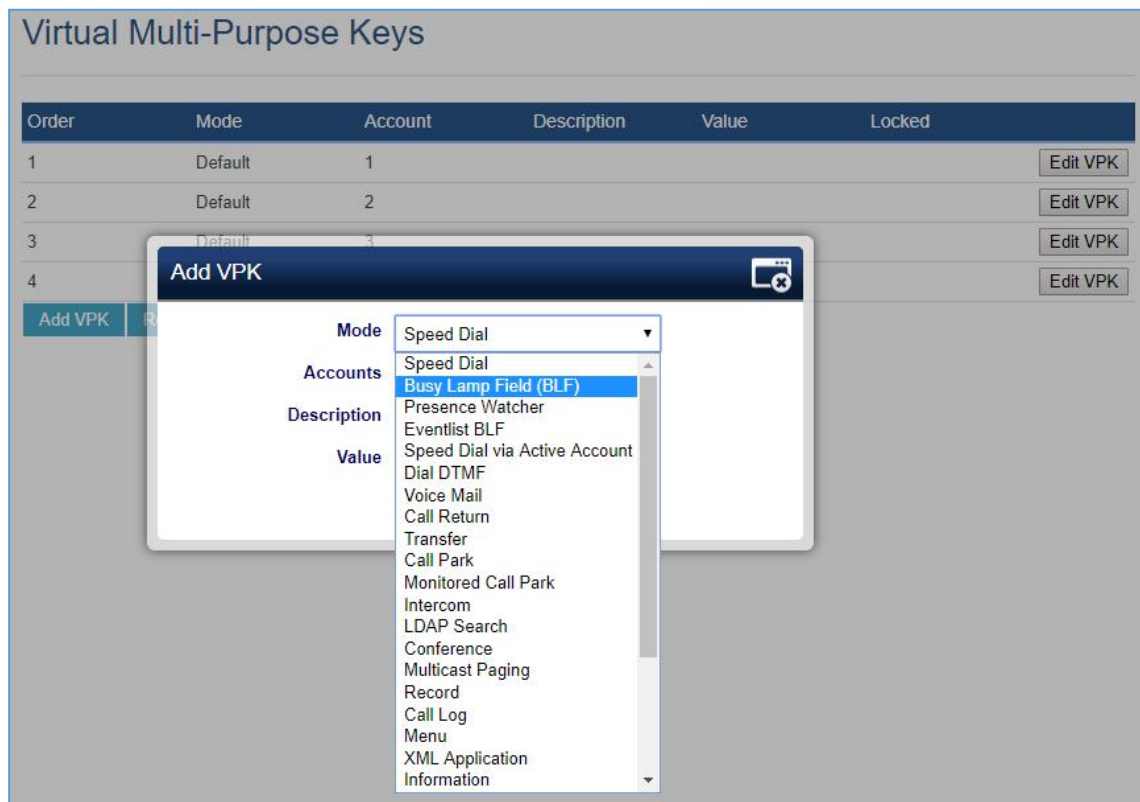 Virtual Multi-Purpose Keys
Order Mode Account Description Value Locked
1 Default 1 Edit VPK
2 Default 2 Edit VPK
3 Default 3 Edit VPK
4 Edit VPK
Add VPK
Add VPK
Mode Speed Dial
Accounts
Description
Value
Speed Dial
Busy Lamp Field (BLF)
Presence Watcher
Eventlist BLF
Speed Dial via Active Account
Dial DTMF
Voice Mail
Call Return
Transfer
Call Park
Monitored Call Park
Intercom
LDAP Search
Conference
Multicast Paging
Record
Call Log
Menu
XML Application
Information